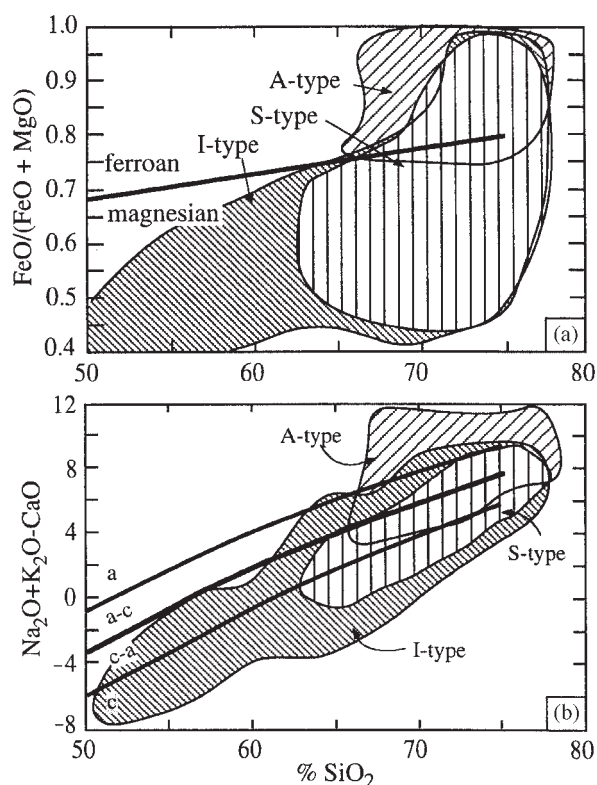 1.0
0.9
0.8
0.7
0.6
0.5
0.4
FeO/(FeO + MgO)
A-type
S-type
I-type
ferroan
magnesian
(a)
50 60 70 80
12
8
4
0
-4
-8
Na₂O+K₂O-CaO
A-type
S-type
I-type
a
a-c
c-a
c
(b)
50 60 70 80
% SiO₂